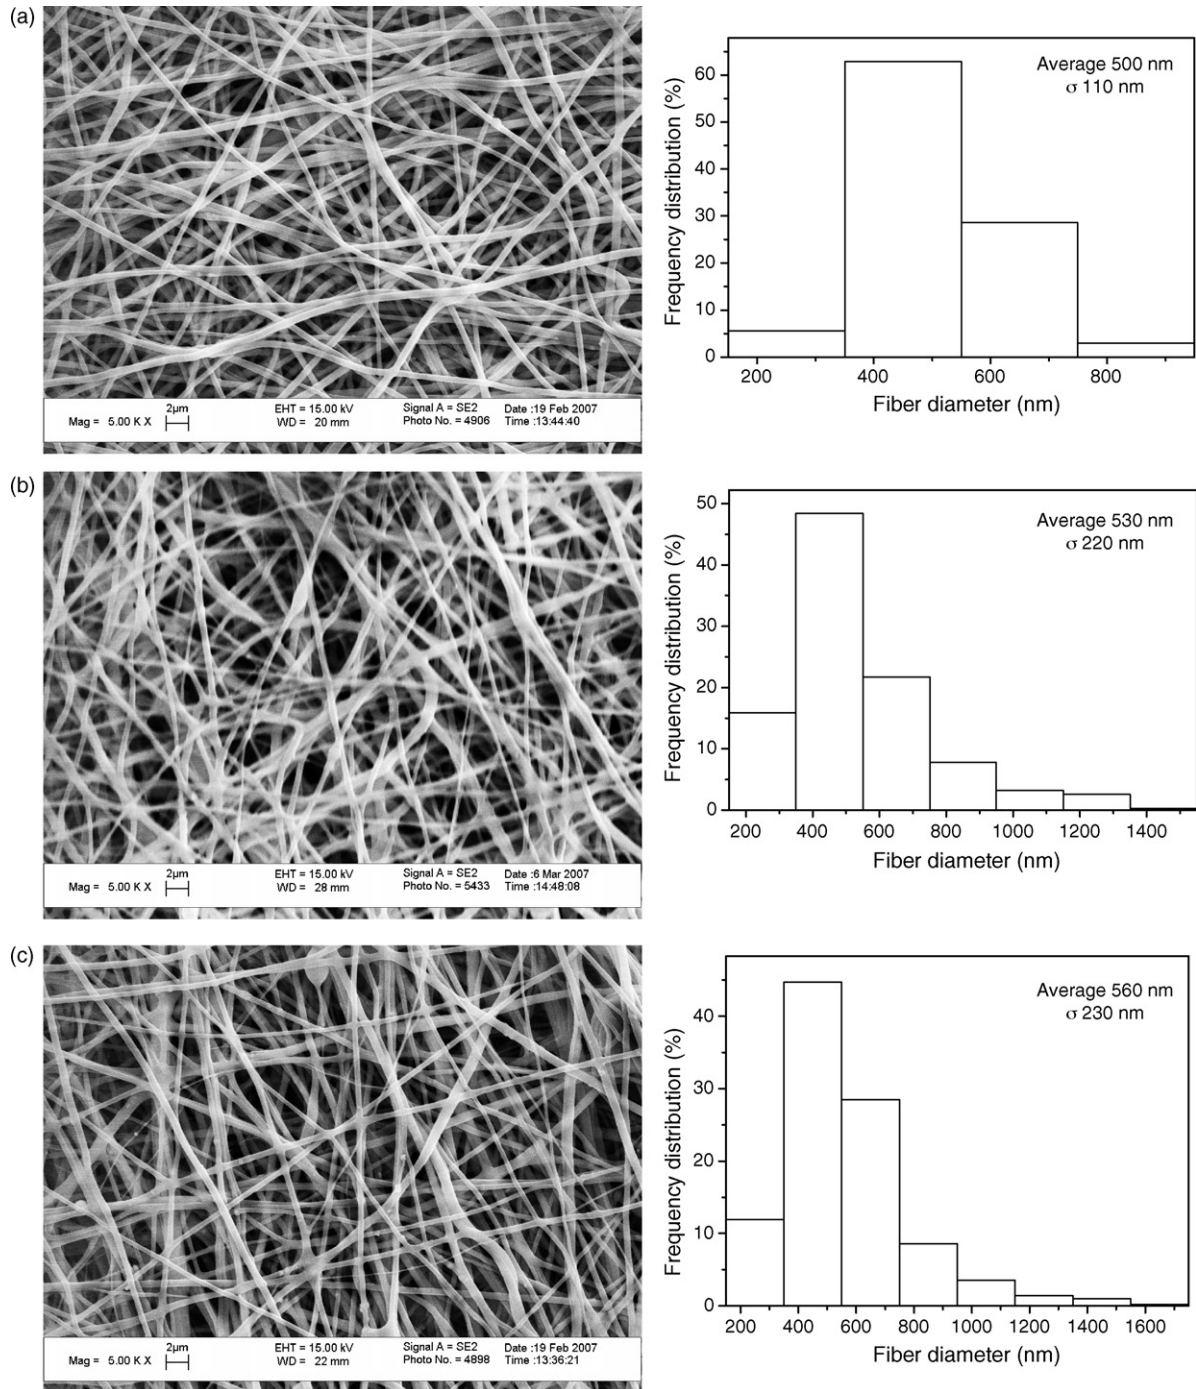 (a)
Mag = 5.00 K X
2µm
EHT = 15.00 kV
WD = 20 mm
Signal A = SE2
Photo No. = 4906
Date :19 Feb 2007
Time :13:44:40
Frequency distribution (%)
60
50
40
30
20
10
0
Average 500 nm
σ 110 nm
200 400 600 800
Fiber diameter (nm)
(b)
Mag = 5.00 K X
2µm
EHT = 15.00 kV
WD = 28 mm
Signal A = SE2
Photo No. = 5433
Date :6 Mar 2007
Time :14:48:08
Frequency distribution (%)
50
40
30
20
10
0
Average 530 nm
σ 220 nm
200 400 600 800 1000 1200 1400
Fiber diameter (nm)
(c)
Mag = 5.00 K X
2µm
EHT = 15.00 kV
WD = 22 mm
Signal A = SE2
Photo No. = 4898
Date :19 Feb 2007
Time :13:36:21
Frequency distribution (%)
40
30
20
10
0
Average 560 nm
σ 230 nm
200 400 600 800 1000 1200 1400 1600
Fiber diameter (nm)